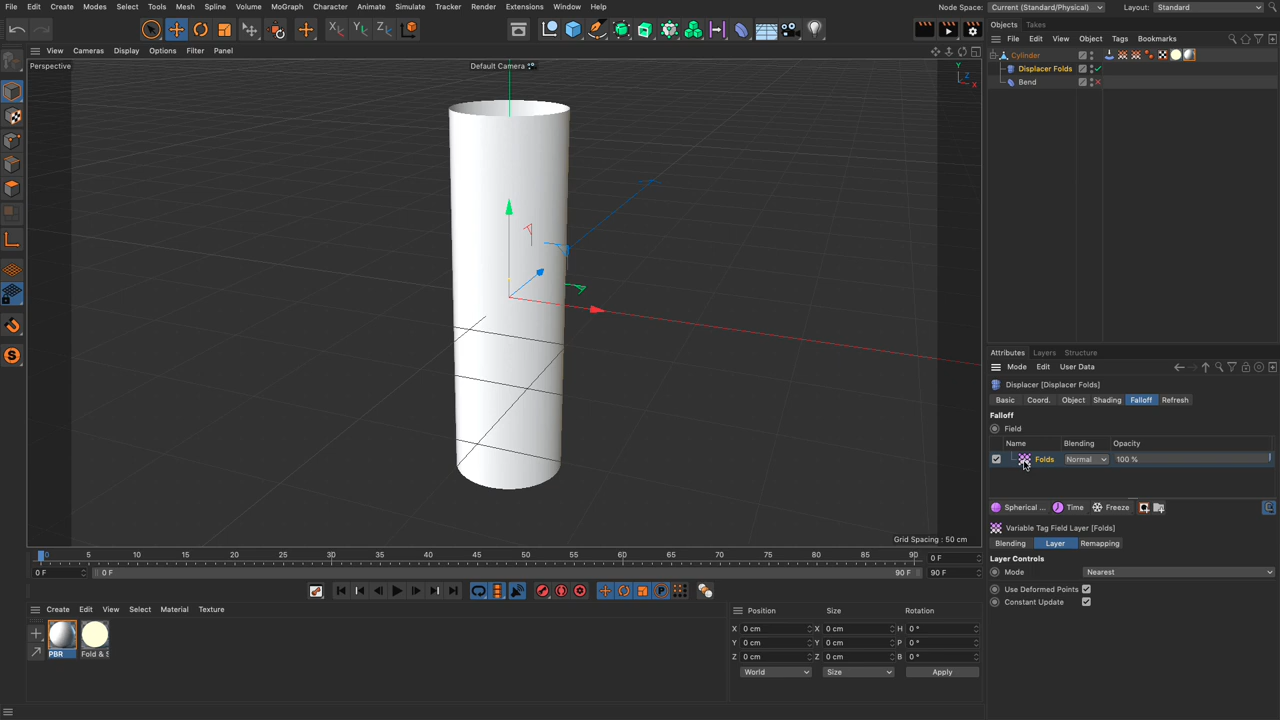 File Edit Create Modes Select Tools Mesh Spline Volume MoGraph Character Animate Simulate Tracker Render Extensions Window Help Node Space: Current (Standard/Physical) Layout: Standard
Objects Takes
File Edit View Object Tags Bookmarks
View Cameras Display Options Filter Panel
Cylinder
Perspective Default Camera Y Z X
Displacer Folds
Bend
Attributes Layers Structure
Mode Edit User Data
Displacer [Displacer Folds]
Basic Coord. Object Shading Falloff Refresh
Falloff
Field
Name Blending Opacity
Folds Normal 100 %
Spherical ... Time Freeze
Variable Tag Field Layer [Folds]
Blending Layer Remapping
Layer Controls
Mode Nearest
Use Deformed Points
Constant Update
Grid Spacing : 50 cm
0 5 10 15 20 25 30 35 40 45 50 55 60 65 70 75 80 85 90 0 F
0 F 0 F 90 F 90 F
Create Edit View Select Material Texture
Position Size Rotation
X 0 cm X 0 cm H 0 °
Y 0 cm Y 0 cm P 0 °
Z 0 cm Z 0 cm B 0 °
World Size Apply
PBR Fold & S